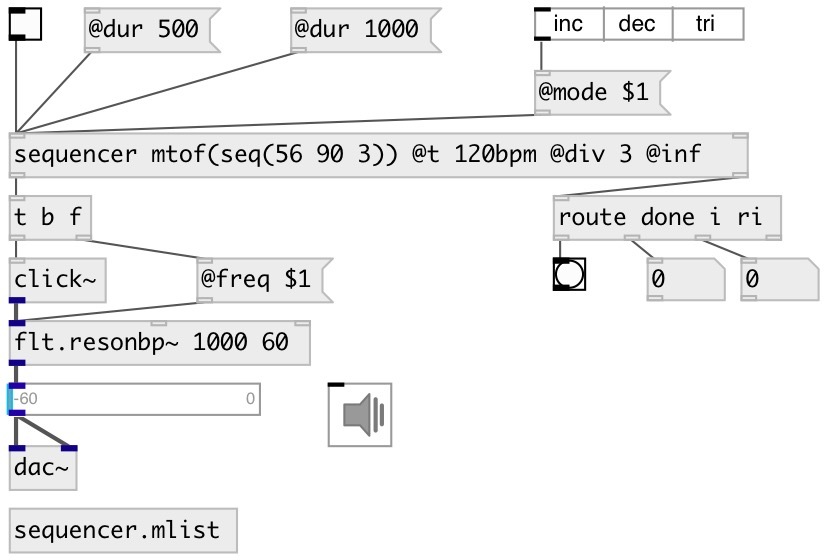 @dur 500
@dur 1000
inc dec tri
@mode $1
sequencer mtof(seq(56 90 3)) @t 120bpm @div 3 @inf
t b f
route done i ri
click~
@freq $1
0
0
flt.resonbp~ 1000 60
-60 0
dac~
sequencer.mlist